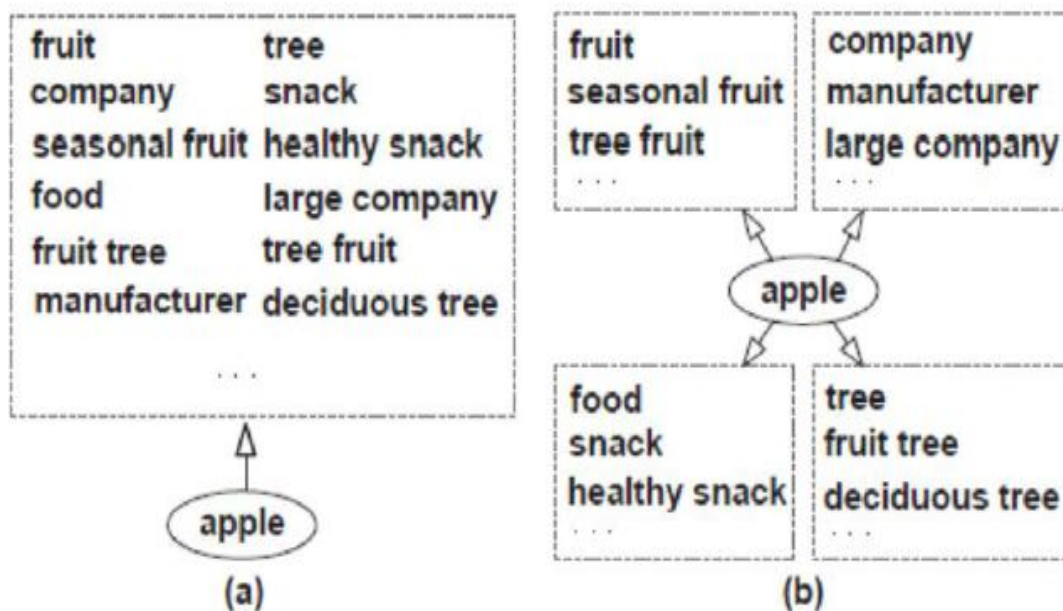 fruit tree
company snack
seasonal fruit healthy snack
food large company
fruit tree tree fruit
manufacturer deciduous tree
. . .
apple
(a)
fruit
seasonal fruit
tree fruit
. . .
company
manufacturer
large company
. . .
apple
food
snack
healthy snack
. . .
tree
fruit tree
deciduous tree
. . .
(b)